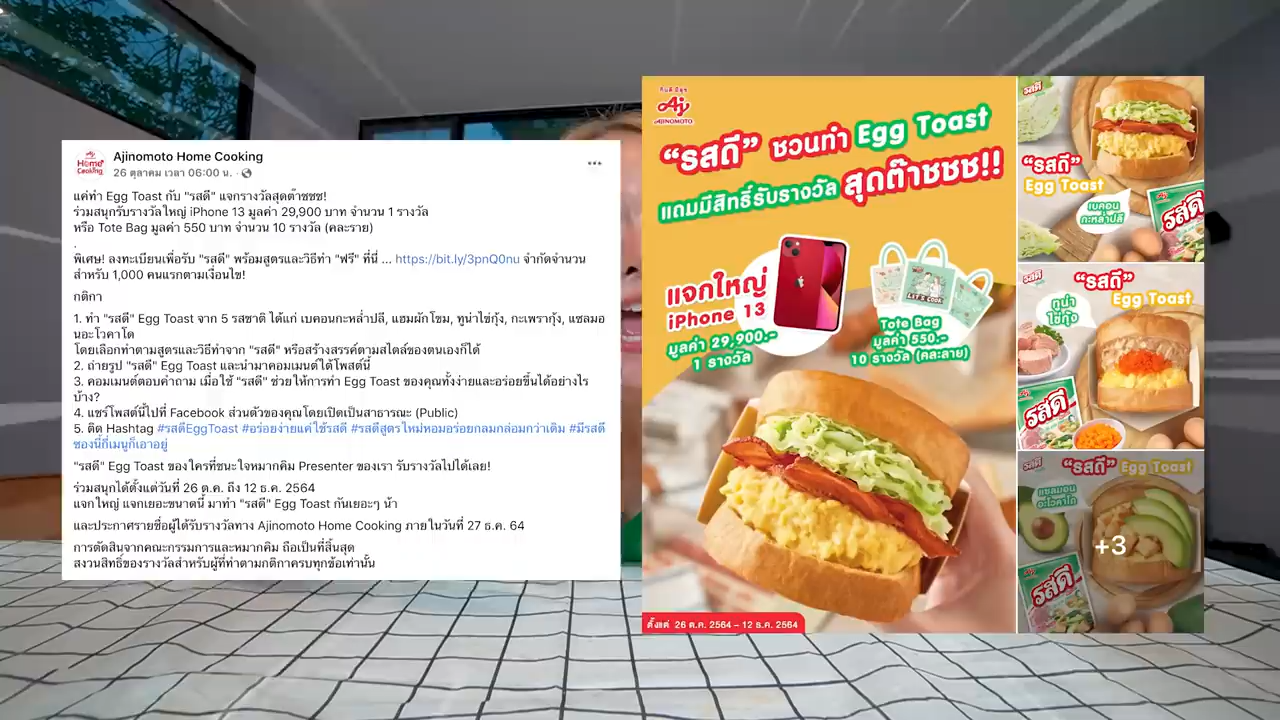 Ajinomoto Home Cooking
26 ตุลาคม เวลา 06:00 น. ·
แค่ทำ Egg Toast กับ "รสดี" แจกรางวัลสุดต๊าชชช!
ร่วมสนุกรับรางวัลใหญ่ iPhone 13 มูลค่า 29,900 บาท จำนวน 1 รางวัล
หรือ Tote Bag มูลค่า 550 บาท จำนวน 10 รางวัล (คละราย)
.
พิเศษ! ลงทะเบียนเพื่อรับ "รสดี" พร้อมสูตรและวิธีทำ "ฟรี" ที่นี่ ... https://bit.ly/3pnQ0nu จำกัดจำนวน
สำหรับ 1,000 คนแรกตามเงื่อนไข!
กติกา
1. ทำ "รสดี" Egg Toast จาก 5 รสชาติ ได้แก่ เบคอนกะหล่ำปลี, แฮมผักโขม, ทูน่าไข่กุ้ง, กะเพรากุ้ง, แซลมอ
นอะโวคาโด
โดยเลือกทำตามสูตรและวิธีทำจาก "รสดี" หรือสร้างสรรค์ตามสไตล์ของตนเองก็ได้
2. ถ่ายรูป "รสดี" Egg Toast และนำมาคอมเมนต์ใต้โพสต์นี้
3. คอมเมนต์ตอบคำถาม เมื่อใช้ "รสดี" ช่วยให้การทำ Egg Toast ของคุณทั้งง่ายและอร่อยขึ้นได้อย่างไร
บ้าง?
4. แชร์โพสต์นี้ไปที่ Facebook ส่วนตัวของคุณโดยเปิดเป็นสาธารณะ (Public)
5. ติด Hashtag #รสดีEggToast #อร่อยง่ายแค่ใช้รสดี #รสดีสูตรใหม่หอมอร่อยกลมกล่อมกว่าเดิม #มีรสดี
ซองนี้กี่เมนูก็เอาอยู่
"รสดี" Egg Toast ของใครที่ชนะใจหมากคิม Presenter ของเรา รับรางวัลไปได้เลย!
ร่วมสนุกได้ตั้งแต่วันที่ 26 ต.ค. ถึง 12 ธ.ค. 2564
แจกใหญ่ แจกเยอะขนาดนี้ มาทำ "รสดี" Egg Toast กันเยอะๆ น้า
และประกาศรายชื่อผู้ได้รับรางวัลทาง Ajinomoto Home Cooking ภายในวันที่ 27 ธ.ค. 64
การตัดสินจากคณะกรรมการและหมากคิม ถือเป็นที่สิ้นสุด
สงวนสิทธิ์ของรางวัลสำหรับผู้ที่ทำตามกติกาครบทุกข้อเท่านั้น
กินดี มีสุข
AJINOMOTO
"รสดี" ชวนทำ Egg Toast
แถมมีสิทธิ์รับรางวัล สุดต๊าชชช!!
แจกใหญ่
iPhone 13
มูลค่า 29,900.-
1 รางวัล
LET'S COOK
Tote Bag
มูลค่า 550.-
10 รางวัล (คละลาย)
ตั้งแต่ 26 ต.ค. 2564 – 12 ธ.ค. 2564
รสดี
"รสดี"
Egg Toast
เบคอน
กะหล่ำปลี
รสดี
รสดี
"รสดี"
Egg Toast
ทูน่า
ไข่กุ้ง
รสดี
รสดี
"รสดี" Egg Toast
แซลมอน
อะโวคาโด
รสดี
+3